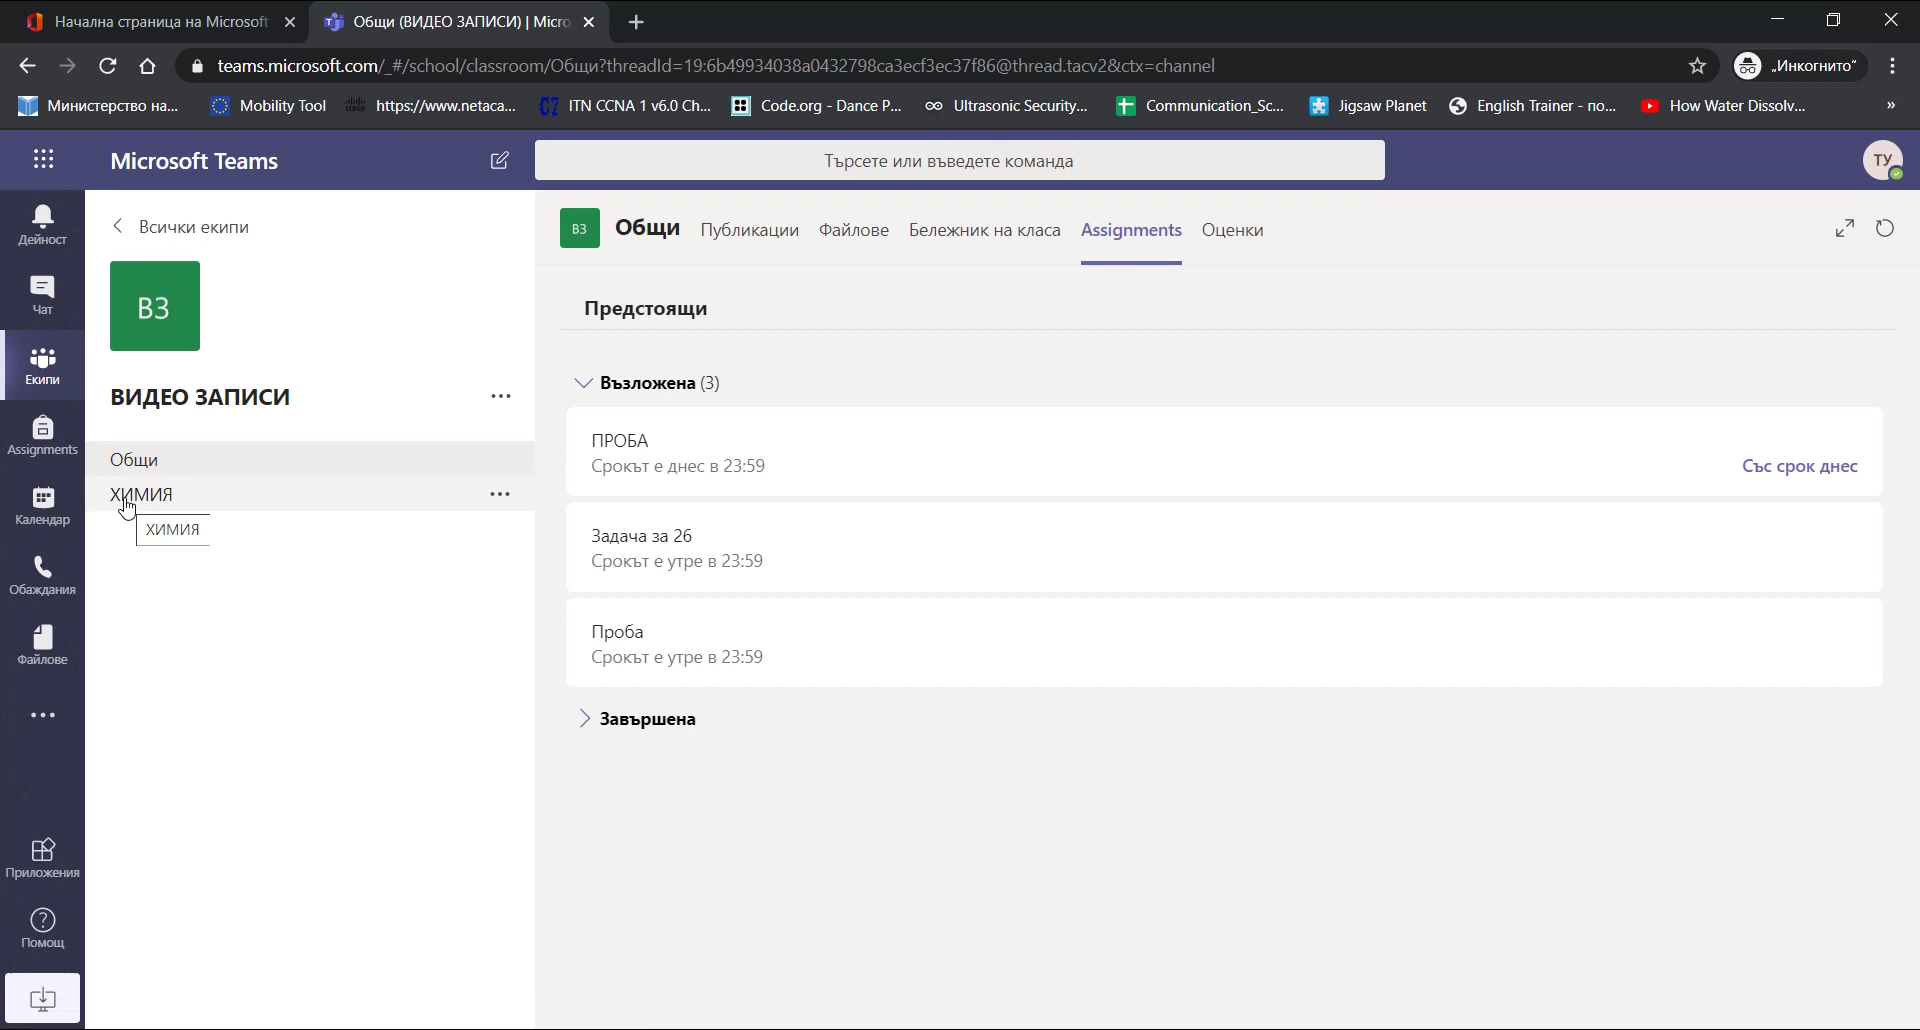 Начална страница на Microsoft
Общи (ВИДЕО ЗАПИСИ) | Micro
teams.microsoft.com/_#/school/classroom/Общи?threadId=19:6b49934038a0432798ca3ecf3ec37f86@thread.tacv2&ctx=channel
„Инкогнито“
Министерство на...
Mobility Tool
https://www.netaca...
ITN CCNA 1 v6.0 Ch...
Code.org - Dance P...
Ultrasonic Security...
Communication_Sc...
Jigsaw Planet
English Trainer - по...
How Water Dissolv...
»
Microsoft Teams
Търсете или въведете команда
ТУ
Дейност
Чат
Екипи
Assignments
Календар
Обаждания
Файлове
Приложения
Помощ
Всички екипи
ВЗ
ВИДЕО ЗАПИСИ
Общи
ХИМИЯ
ХИМИЯ
ВЗ
Общи
Публикации
Файлове
Бележник на класа
Assignments
Оценки
Предстоящи
Възложена (3)
ПРОБА
Срокът е днес в 23:59
Със срок днес
Задача за 26
Срокът е утре в 23:59
Проба
Срокът е утре в 23:59
Завършена